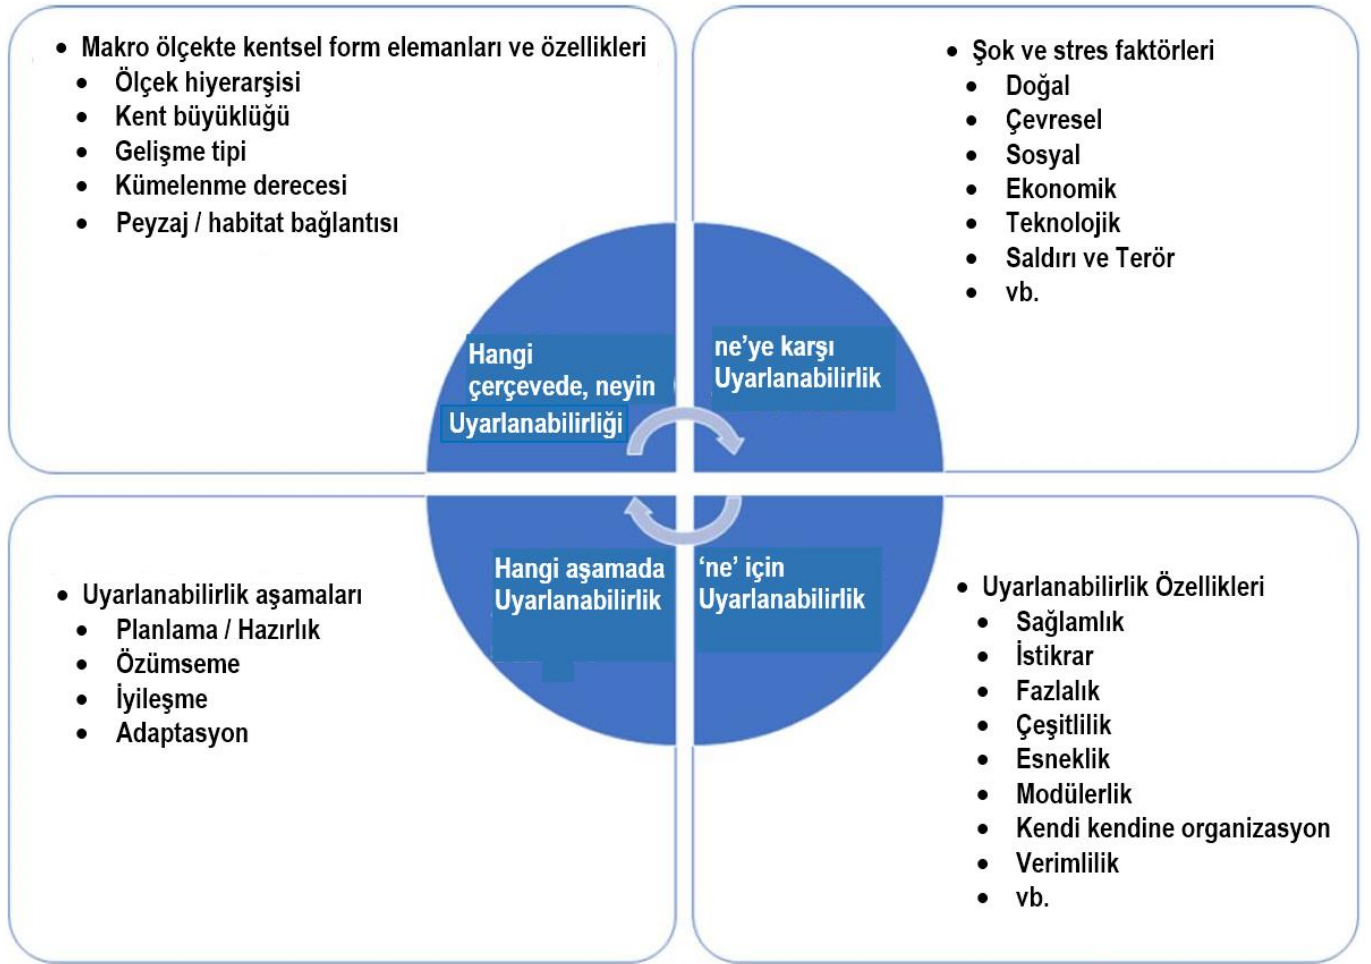 • Makro ölçekte kentsel form elemanları ve özellikleri
• Ölçek hiyerarşisi
• Kent büyüklüğü
• Gelişme tipi
• Kümelenme derecesi
• Peyzaj / habitat bağlantısı
• Şok ve stres faktörleri
• Doğal
• Çevresel
• Sosyal
• Ekonomik
• Teknolojik
• Saldırı ve Terör
• vb.
Hangi
çerçevede, neyin
Uyarlanabilirliği
ne’ye karşı
Uyarlanabilirlik
Hangi aşamada
Uyarlanabilirlik
‘ne’ için
Uyarlanabilirlik
• Uyarlanabilirlik aşamaları
• Planlama / Hazırlık
• Özümseme
• İyileşme
• Adaptasyon
• Uyarlanabilirlik Özellikleri
• Sağlamlık
• İstikrar
• Fazlalık
• Çeşitlilik
• Esneklik
• Modülerlik
• Kendi kendine organizasyon
• Verimlilik
• vb.